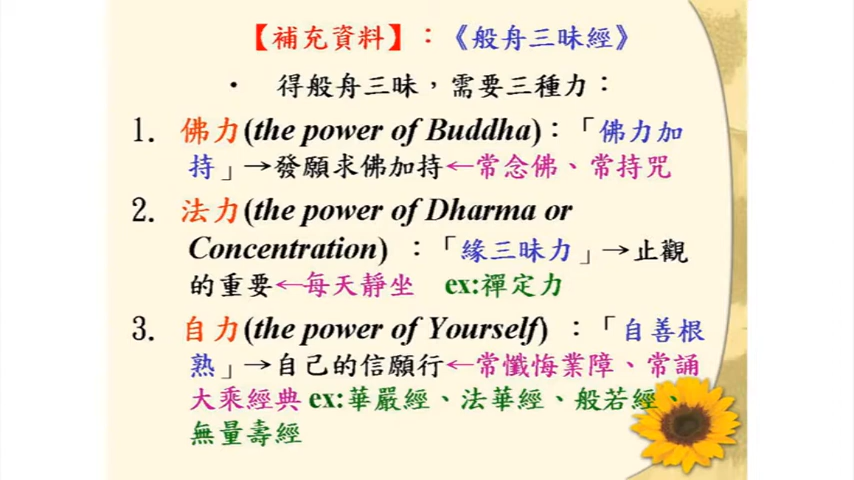 【補充資料】:《般舟三昧經》
• 得般舟三昧,需要三種力:
1. 佛力(the power of Buddha):「佛力加
持」→發願求佛加持←常念佛、常持咒
2. 法力(the power of Dharma or
Concentration) :「緣三昧力」→止觀
的重要←每天靜坐 ex:禪定力
3. 自力(the power of Yourself) :「自善根
熟」→自己的信願行←常懺悔業障、常誦
大乘經典 ex:華嚴經、法華經、般若經、
無量壽經